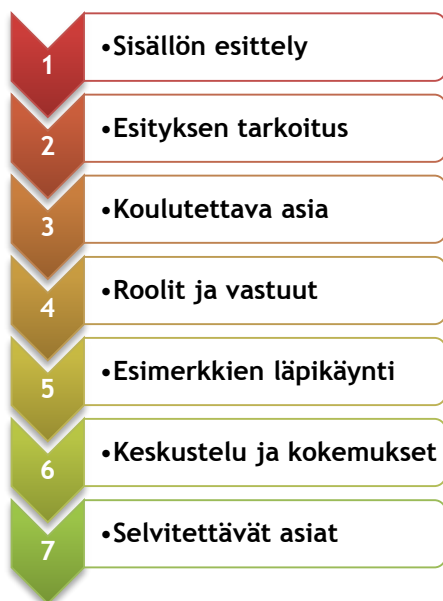 1 •Sisällön esittely
2 •Esityksen tarkoitus
3 •Koulutettava asia
4 •Roolit ja vastuut
5 •Esimerkkien läpikäynti
6 •Keskustelu ja kokemukset
7 •Selvitettävät asiat